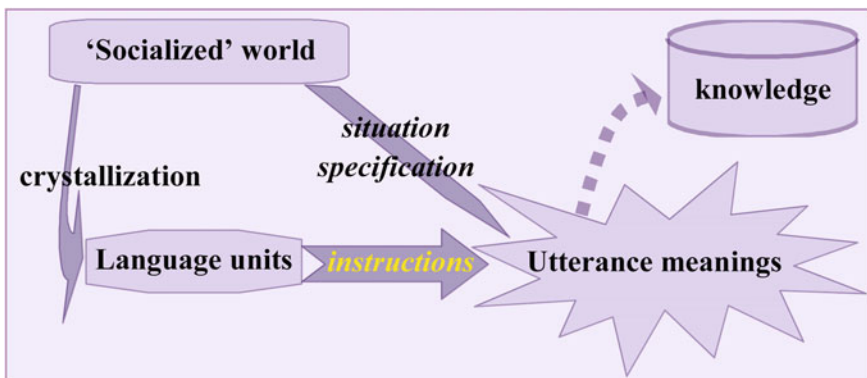 ‘Socialized’ world
knowledge
situation
specification
crystallization
Language units
instructions
Utterance meanings